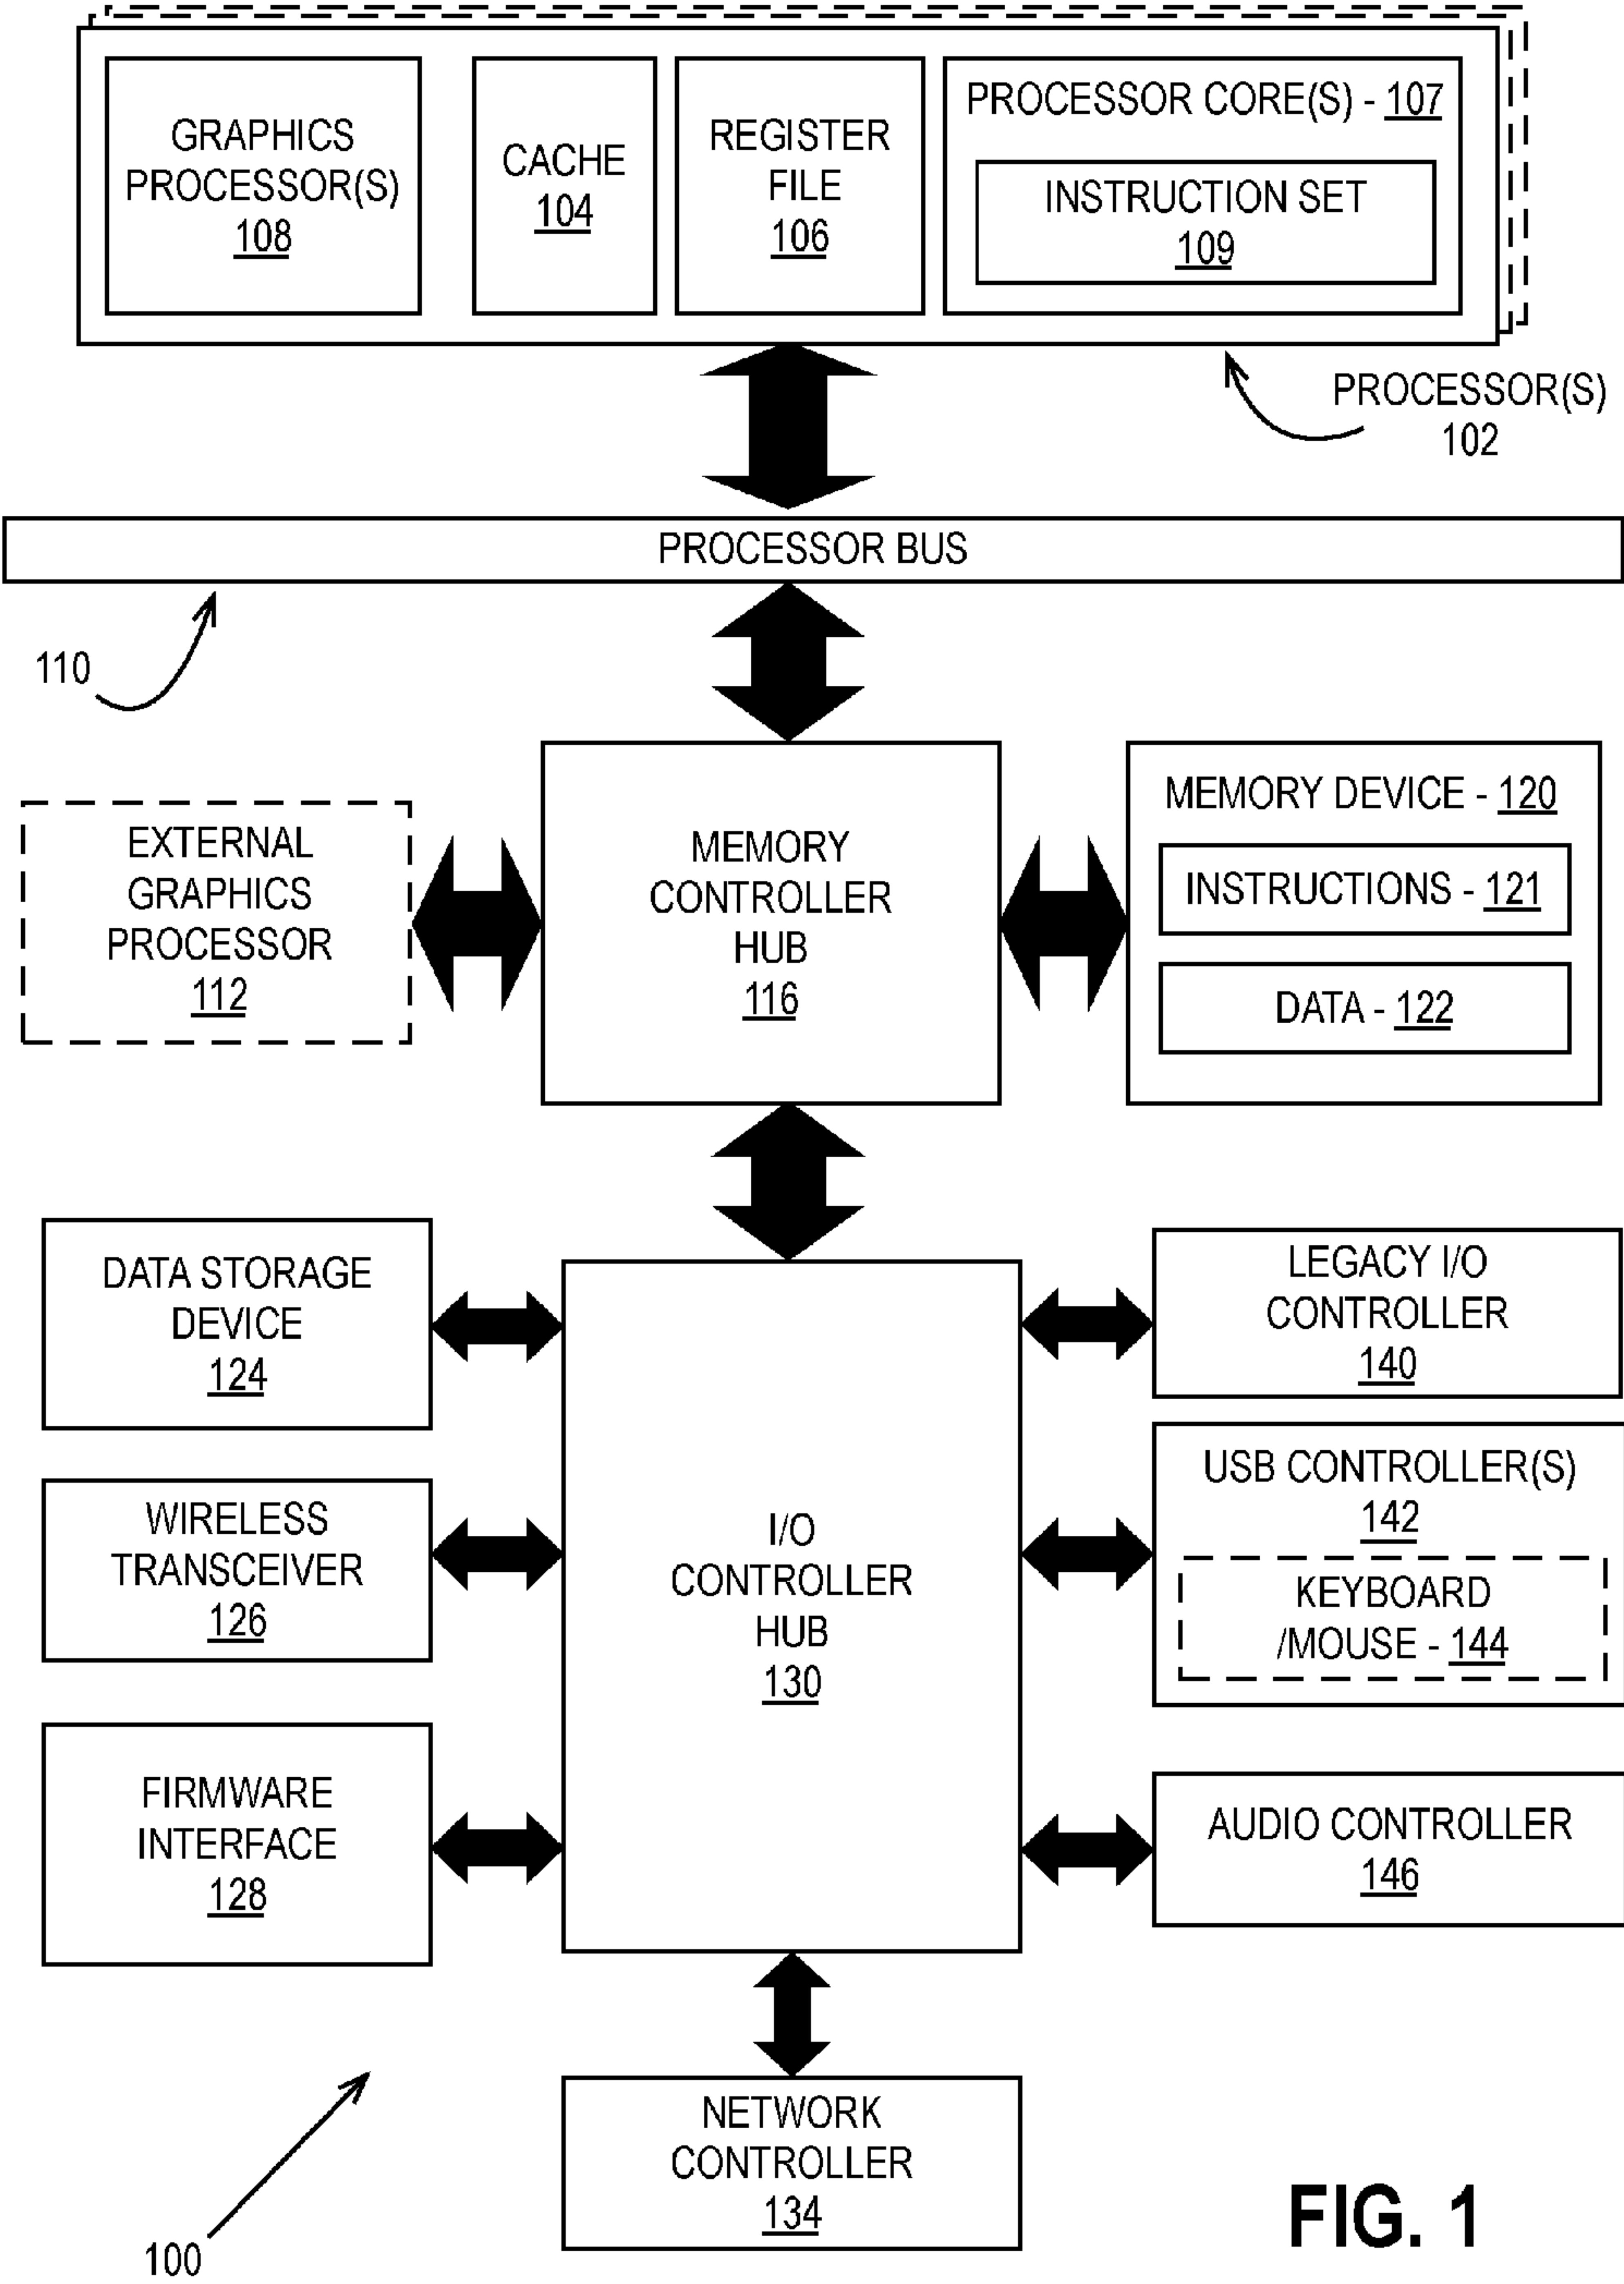 GRAPHICS
PROCESSOR(S)
108
CACHE
104
REGISTER
FILE
106
PROCESSOR CORE(S) - 107
INSTRUCTION SET
109
PROCESSOR(S)
102
PROCESSOR BUS
110
EXTERNAL
GRAPHICS
PROCESSOR
112
MEMORY
CONTROLLER
HUB
116
MEMORY DEVICE - 120
INSTRUCTIONS - 121
DATA - 122
DATA STORAGE
DEVICE
124
WIRELESS
TRANSCEIVER
126
FIRMWARE
INTERFACE
128
I/O
CONTROLLER
HUB
130
LEGACY I/O
CONTROLLER
140
USB CONTROLLER(S)
142
KEYBOARD
/MOUSE - 144
AUDIO CONTROLLER
146
NETWORK
CONTROLLER
134
100
FIG. 1